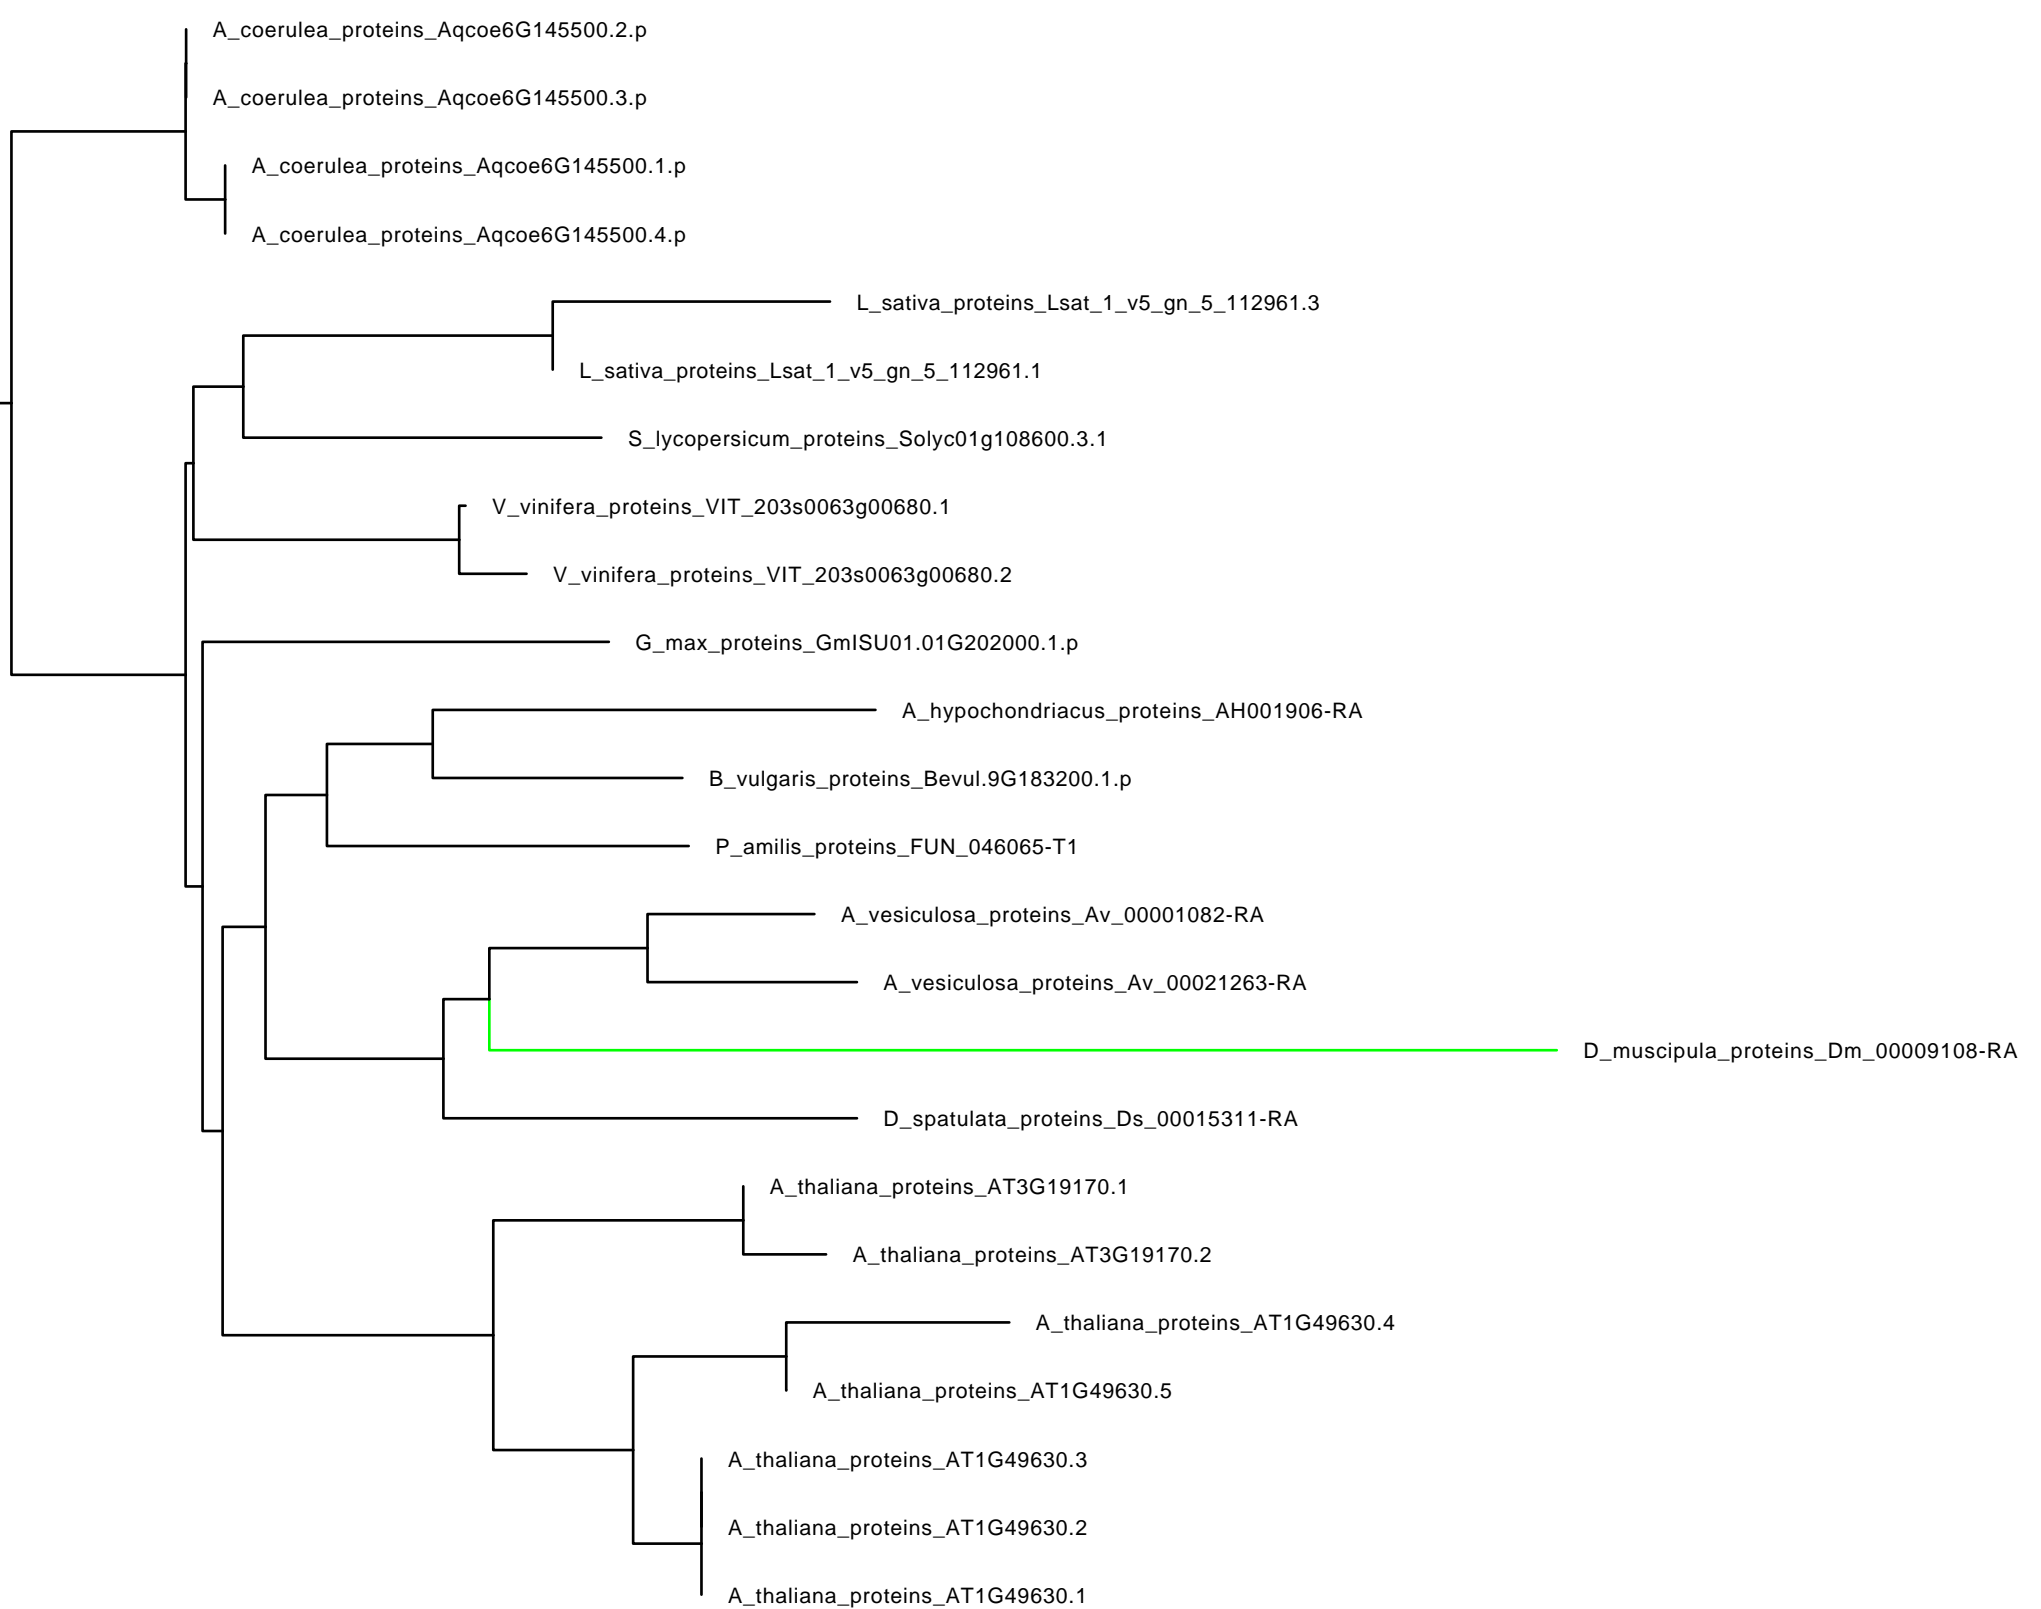 A_coerulea_proteins_Aqcoe6G145500.2.p
A_coerulea_proteins_Aqcoe6G145500.3.p
A_coerulea_proteins_Aqcoe6G145500.1.p
A_coerulea_proteins_Aqcoe6G145500.4.p
L_sativa_proteins_Lsat_1_v5_gn_5_112961.3
L_sativa_proteins_Lsat_1_v5_gn_5_112961.1
S_lycopersicum_proteins_Solyc01g108600.3.1
V_vinifera_proteins_VIT_203s0063g00680.1
V_vinifera_proteins_VIT_203s0063g00680.2
G_max_proteins_GmISU01.01G202000.1.p
A_hypochondriacus_proteins_AH001906-RA
B_vulgaris_proteins_Bevul.9G183200.1.p
P_amilis_proteins_FUN_046065-T1
A_vesiculosa_proteins_Av_00001082-RA
A_vesiculosa_proteins_Av_00021263-RA
D_muscipula_proteins_Dm_00009108-RA
D_spatulata_proteins_Ds_00015311-RA
A_thaliana_proteins_AT3G19170.1
A_thaliana_proteins_AT3G19170.2
A_thaliana_proteins_AT1G49630.4
A_thaliana_proteins_AT1G49630.5
A_thaliana_proteins_AT1G49630.3
A_thaliana_proteins_AT1G49630.2
A_thaliana_proteins_AT1G49630.1